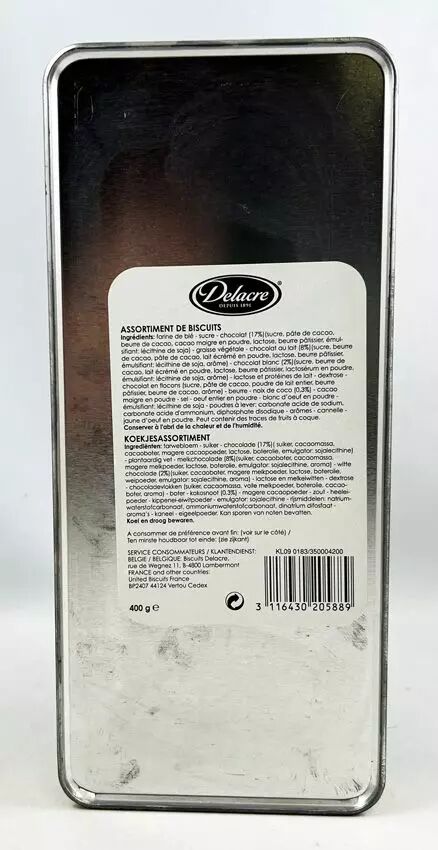 Delacre
DEPUIS 1891
ASSORTIMENT DE BISCUITS
Ingrédients: farine de blé - sucre - chocolat (17%)(sucre, pâte de cacao,
beurre de cacao, cacao maigre en poudre, lactose, beurre pâtissier, émul-
sifiant: lécithine de soja) - graisse végétale - chocolat au lait (8%)(sucre, beurre
de cacao, lait écrémé en poudre, pâte de cacao, lactose, beurre pâtissier,
émulsifiant: lécithine de soja, arôme) - chocolat blanc (2%)(sucre, beurre
de cacao, lait écrémé en poudre, lactose, beurre pâtissier, lactosérum en poudre,
émulsifiant: lécithine de soja, arôme) - lactose et protéines de lait - dextrose -
chocolat en flocons (sucre, pâte de cacao, poudre de lait entier, beurre
pâtissier, beurre de cacao, arôme) - beurre - noix de coco (0,3%) - cacao
maigre en poudre - sel - oeuf entier en poudre - blanc d'oeuf en poudre -
émulsifiant: lécithine de soja - poudres à lever: carbonate acide de sodium,
carbonate acide d'ammonium, diphosphate disodique - arômes - cannelle -
jaune d'oeuf en poudre. Peut contenir des traces de fruits à coques.
Conserver à l'abri de la chaleur et de l'humidité.
KOEKJESASSORTIMENT
Ingrediënten: tarwebloem - suiker - chocolade (17%)( suiker, cacaomassa,
cacaoboter, magere cacaopoeder, lactose, boterolie, emulgator: sojalecithine)
- plantaardig vet - melkchocolade (8%)(suiker, cacaoboter, cacaomassa,
magere melkpoeder, lactose, boterolie, emulgator: sojalecithine, aroma) - witte
chocolade (2%)(suiker, cacaoboter, magere melkpoeder, lactose, boterolie,
weipoeder, emulgator: sojalecithine, aroma) - lactose en melkeiwitten - dextrose
- chocoladevlokken (suiker, cacaomassa, volle melkpoeder, boterolie, cacao-
boter, aroma) - boter - kokosnoot (0,3%) - magere cacaopoeder - zout - heelei-
poeder - kippenei-eiwitpoeder - emulgator: sojalecithine - rijsmiddelen: natrium-
waterstofcarbonaat, ammoniumwaterstofcarbonaat, dinatrium difosfaat -
aroma's - kaneel - eigeelpoeder. Kan sporen van noten bevatten.
Koel en droog bewaren.
A consommer de préférence avant fin: (voir sur le côté) /
Ten minste houdbaar tot einde: (zie zijkant)
SERVICE CONSOMMATEURS / KLANTENDIENST:
BELGIE / BELGIQUE: Biscuits Delacre,
rue de Wegnez 11, B-4800 Lambermont
FRANCE and other countries:
United Biscuits France
BP2407 44124 Vertou Cedex
KL09 0183/350004200
400 g e
3 116430 205889